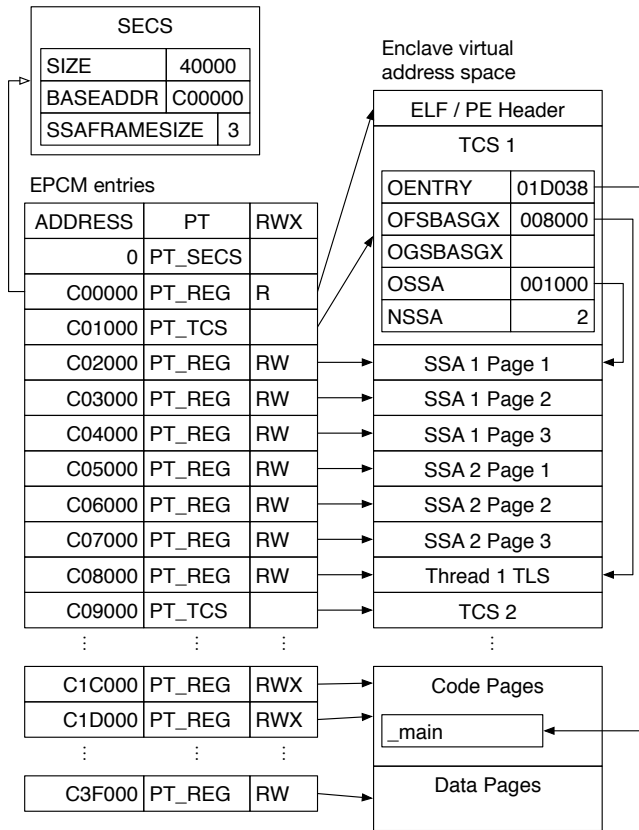 SECS
SIZE 40000
BASEADDR C00000
SSAFRAMESIZE 3
EPCM entries
ADDRESS PT RWX
0 PT_SECS
C00000 PT_REG R
C01000 PT_TCS
C02000 PT_REG RW
C03000 PT_REG RW
C04000 PT_REG RW
C05000 PT_REG RW
C06000 PT_REG RW
C07000 PT_REG RW
C08000 PT_REG RW
C09000 PT_TCS
⋮ ⋮ ⋮
C1C000 PT_REG RWX
C1D000 PT_REG RWX
⋮ ⋮ ⋮
C3F000 PT_REG RW
Enclave virtual
address space
ELF / PE Header
TCS 1
OENTRY 01D038
OFSBASGX 008000
OGSBASGX
OSSA 001000
NSSA 2
SSA 1 Page 1
SSA 1 Page 2
SSA 1 Page 3
SSA 2 Page 1
SSA 2 Page 2
SSA 2 Page 3
Thread 1 TLS
TCS 2
⋮
Code Pages
_main
Data Pages